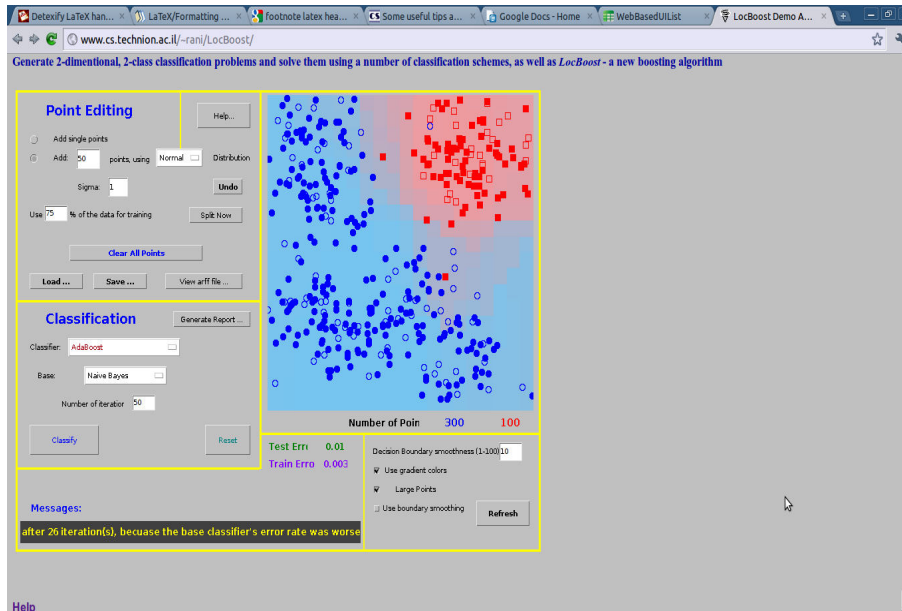 Detexify LaTeX han...
LaTeX/Formatting ...
footnote latex hea...
Some useful tips a...
Google Docs - Home
WebBasedUIList
LocBoost Demo A...
www.cs.technion.ac.il/~rani/LocBoost/
Generate 2-dimentional, 2-class classification problems and solve them using a number of classification schemes, as well as LocBoost - a new boosting algorithm
Point Editing
Help...
Add single points
Add: 50 points, using Normal Distribution
Sigma: 1
Undo
Use 75 % of the data for training
Split Now
Clear All Points
Load ...
Save ...
View arff file ...
Classification
Generate Report ...
Classifier: AdaBoost
Base: Naive Bayes
Number of iteratior 50
Classify
Reset
Number of Poin 300 100
Test Erro 0.01
Train Erro 0.003
Decision Boundary smoothness (1-100) 10
Use gradient colors
Large Points
Use boundary smoothing
Refresh
Messages:
after 26 iteration(s), becuase the base classifier's error rate was worse
Help